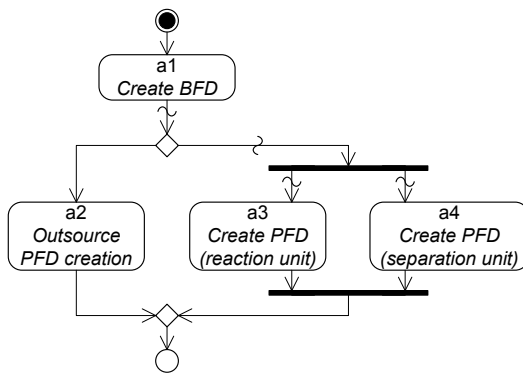 a1
Create BFD
a2
Outsource
PFD creation
a3
Create PFD
(reaction unit)
a4
Create PFD
(separation unit)